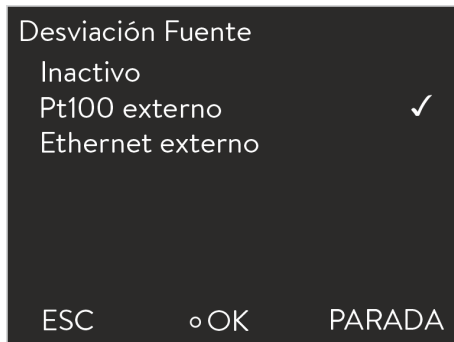 Desviación Fuente
Inactivo
Pt100 externo ✓
Ethernet externo
ESC ○ OK PARADA